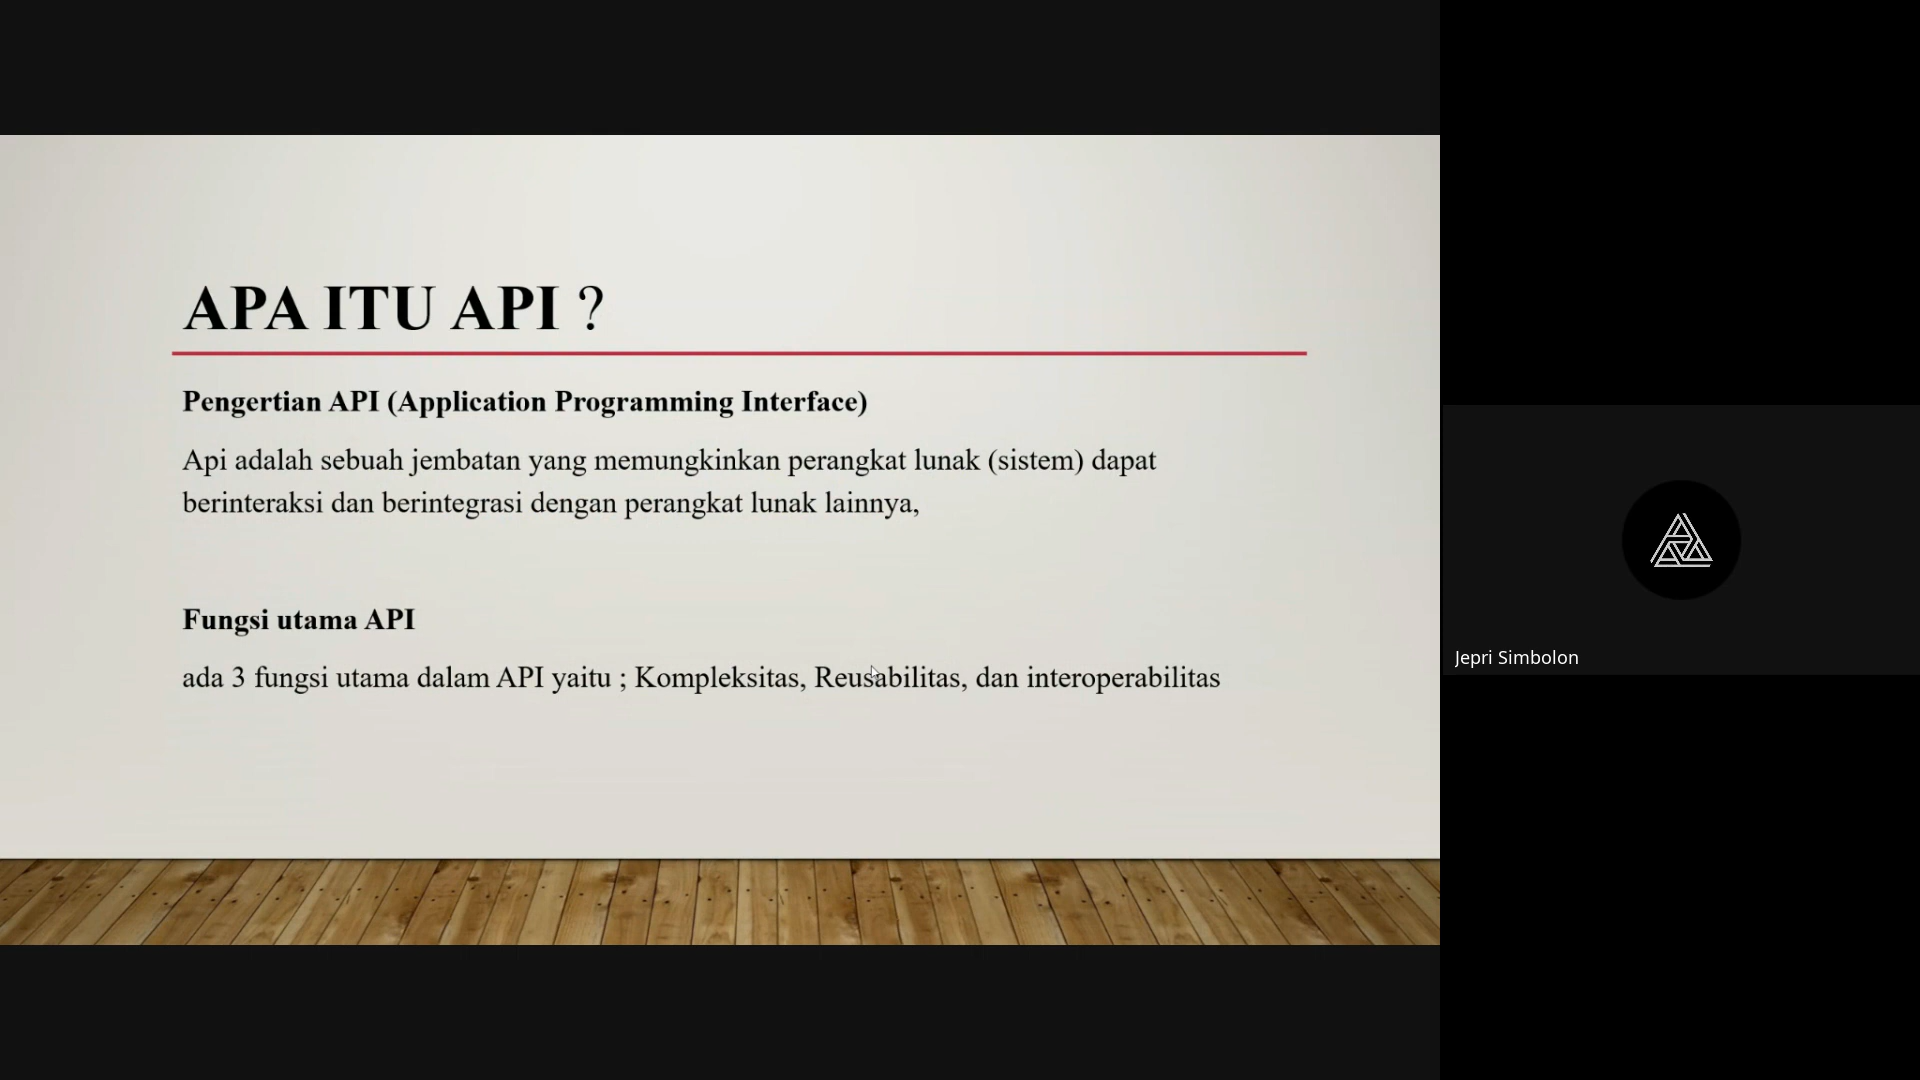 APA ITU API ?
Pengertian API (Application Programming Interface)
Api adalah sebuah jembatan yang memungkinkan perangkat lunak (sistem) dapat
berinteraksi dan berintegrasi dengan perangkat lunak lainnya,
Fungsi utama API
ada 3 fungsi utama dalam API yaitu ; Kompleksitas, Reusabilitas, dan interoperabilitas
Jepri Simbolon